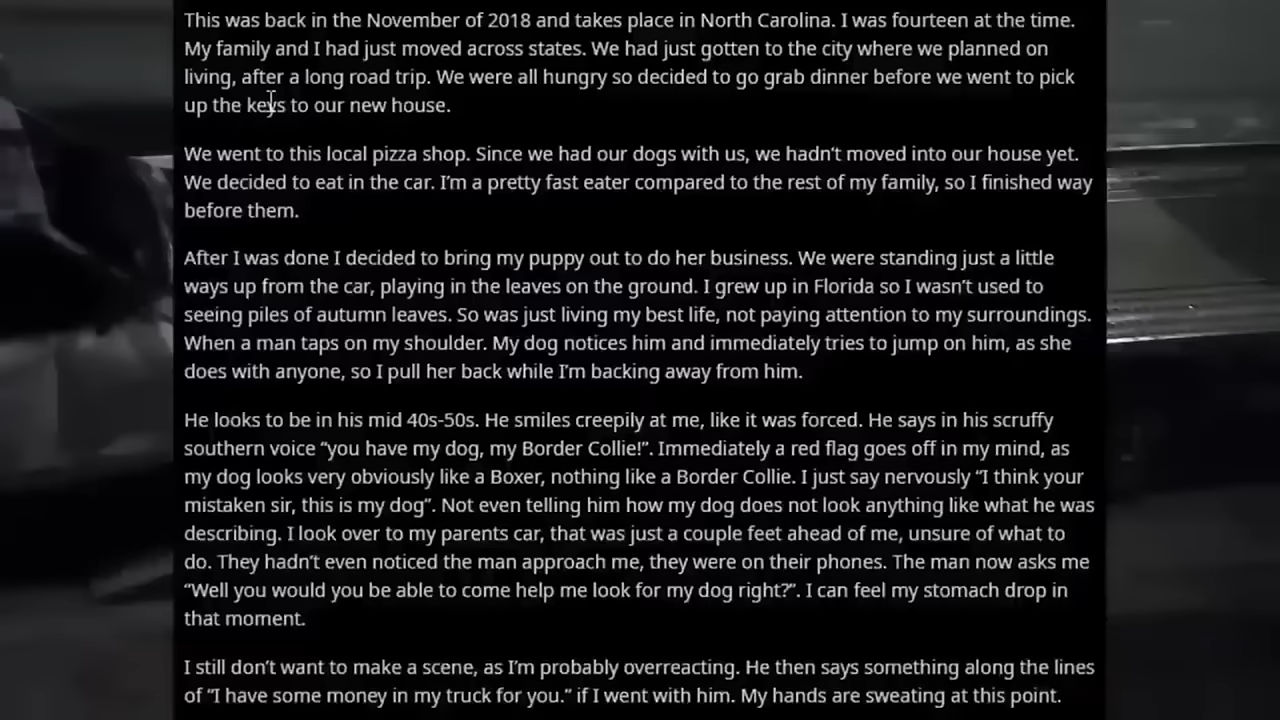 This was back in the November of 2018 and takes place in North Carolina. I was fourteen at the time.
My family and I had just moved across states. We had just gotten to the city where we planned on
living, after a long road trip. We were all hungry so decided to go grab dinner before we went to pick
up the keys to our new house.
We went to this local pizza shop. Since we had our dogs with us, we hadn't moved into our house yet.
We decided to eat in the car. I'm a pretty fast eater compared to the rest of my family, so I finished way
before them.
After I was done I decided to bring my puppy out to do her business. We were standing just a little
ways up from the car, playing in the leaves on the ground. I grew up in Florida so I wasn't used to
seeing piles of autumn leaves. So was just living my best life, not paying attention to my surroundings.
When a man taps on my shoulder. My dog notices him and immediately tries to jump on him, as she
does with anyone, so I pull her back while I'm backing away from him.
He looks to be in his mid 40s-50s. He smiles creepily at me, like it was forced. He says in his scruffy
southern voice “you have my dog, my Border Collie!”. Immediately a red flag goes off in my mind, as
my dog looks very obviously like a Boxer, nothing like a Border Collie. I just say nervously “I think your
mistaken sir, this is my dog”. Not even telling him how my dog does not look anything like what he was
describing. I look over to my parents car, that was just a couple feet ahead of me, unsure of what to
do. They hadn't even noticed the man approach me, they were on their phones. The man now asks me
“Well you would you be able to come help me look for my dog right?”. I can feel my stomach drop in
that moment.
I still don't want to make a scene, as I'm probably overreacting. He then says something along the lines
of “I have some money in my truck for you.” if I went with him. My hands are sweating at this point.